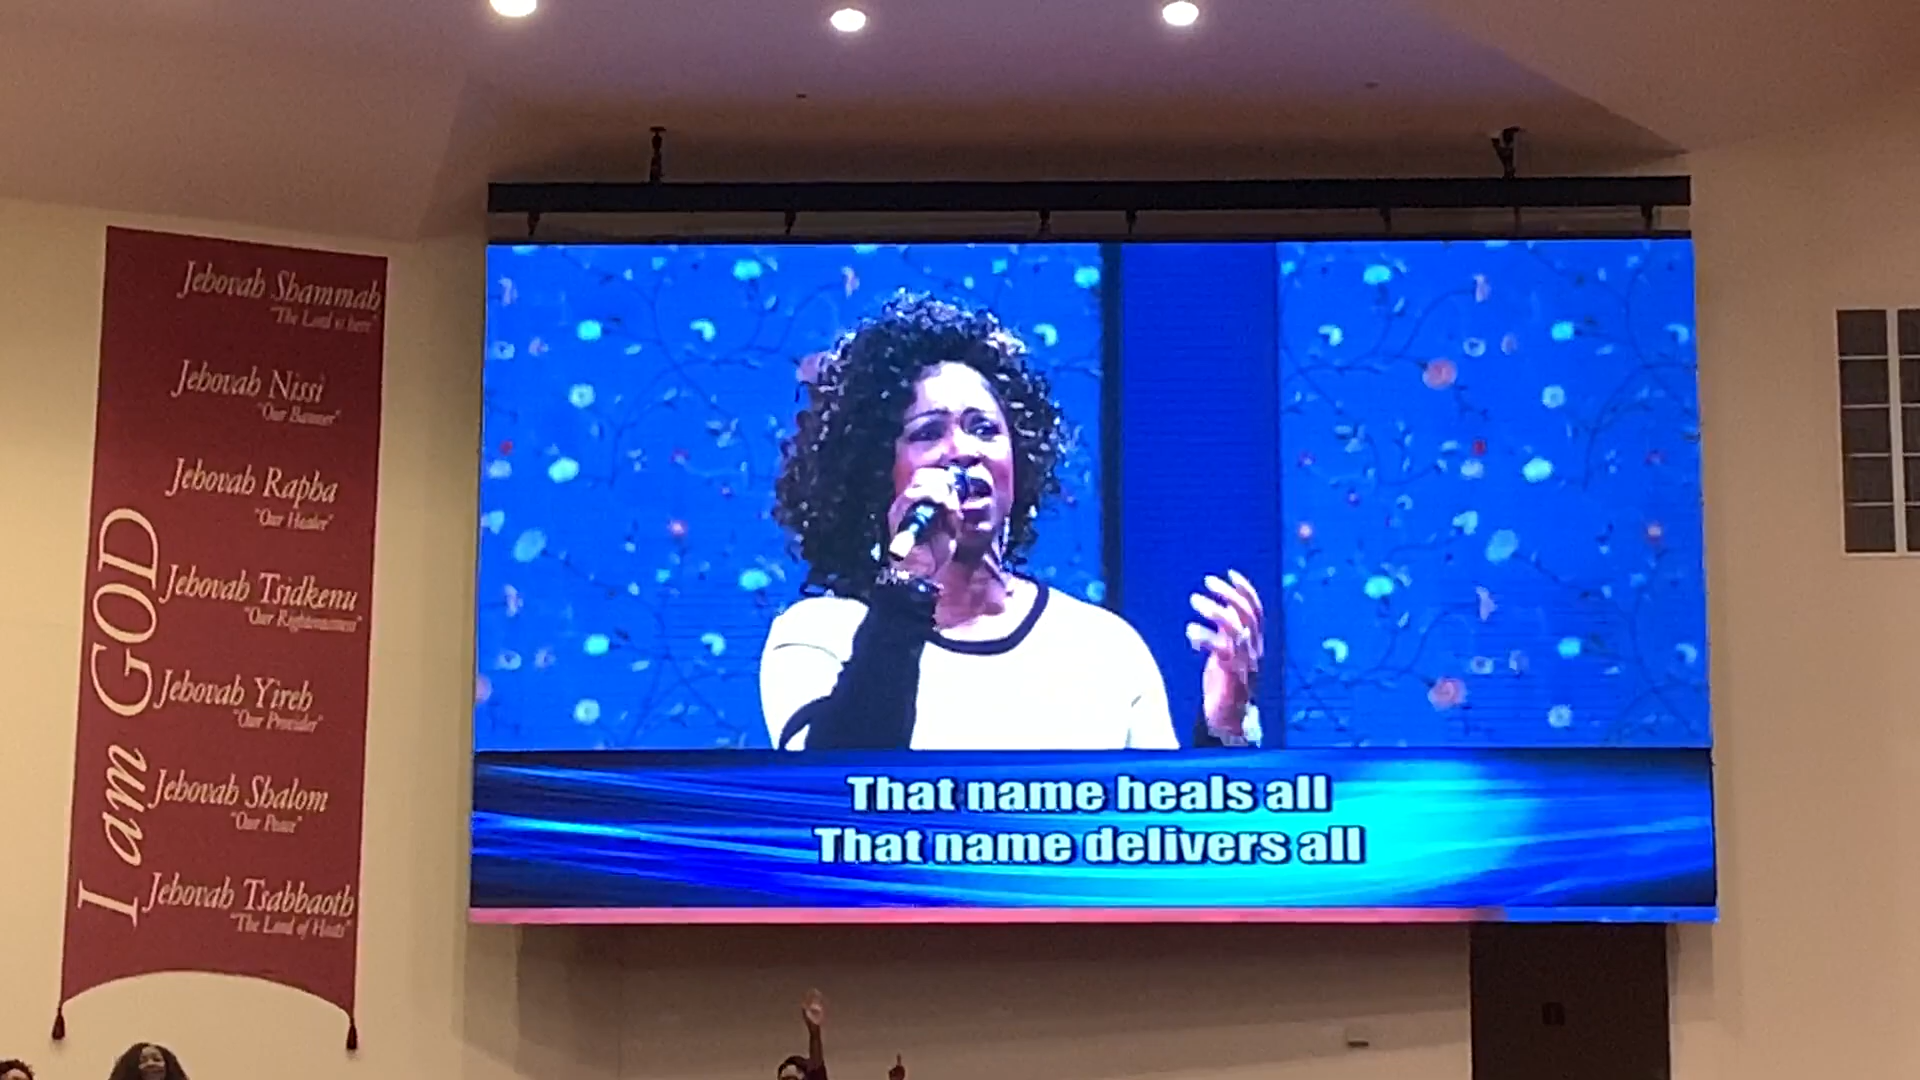 Jehovah Shammah
"The Lord is here"
Jehovah Nissi
"Our Banner"
Jehovah Rapha
"Our Healer"
Jehovah Tsidkenu
"Our Righteousness"
Jehovah Yireh
"Our Provider"
Jehovah Shalom
"Our Peace"
Jehovah Tsabbaoth
"The Lord of Hosts"
I am GOD
That name heals all
That name delivers all